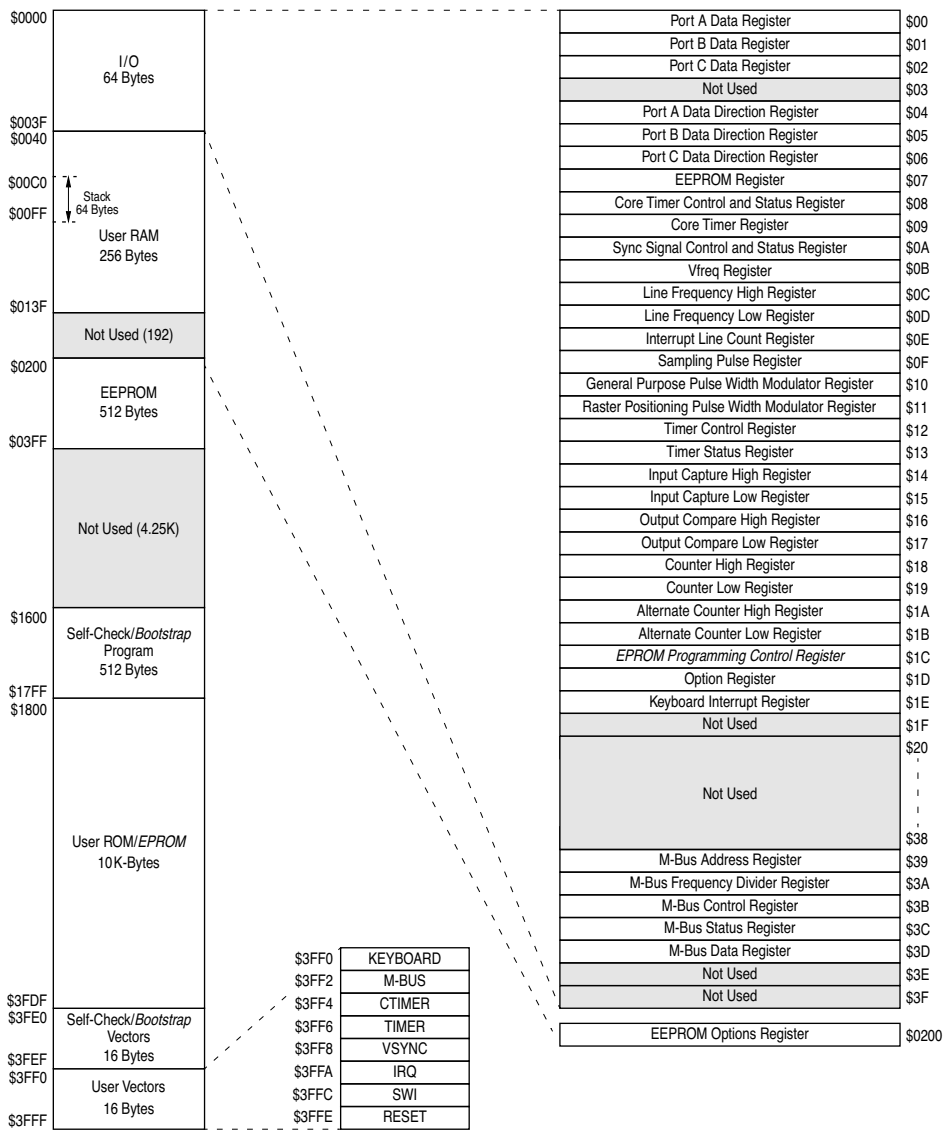 $0000
I/O
64 Bytes
$003F
$0040
$00C0
Stack
64 Bytes
$00FF
User RAM
256 Bytes
$013F
Not Used (192)
$0200
EEPROM
512 Bytes
$03FF
Not Used (4.25K)
$1600
Self-Check/Bootstrap
Program
512 Bytes
$17FF
$1800
User ROM/EPROM
10K-Bytes
$3FDF
$3FE0
Self-Check/Bootstrap
Vectors
16 Bytes
$3FEF
$3FF0
User Vectors
16 Bytes
$3FFF
$3FF0 KEYBOARD
$3FF2 M-BUS
$3FF4 CTIMER
$3FF6 TIMER
$3FF8 VSYNC
$3FFA IRQ
$3FFC SWI
$3FFE RESET
Port A Data Register $00
Port B Data Register $01
Port C Data Register $02
Not Used $03
Port A Data Direction Register $04
Port B Data Direction Register $05
Port C Data Direction Register $06
EEPROM Register $07
Core Timer Control and Status Register $08
Core Timer Register $09
Sync Signal Control and Status Register $0A
Vfreq Register $0B
Line Frequency High Register $0C
Line Frequency Low Register $0D
Interrupt Line Count Register $0E
Sampling Pulse Register $0F
General Purpose Pulse Width Modulator Register $10
Raster Positioning Pulse Width Modulator Register $11
Timer Control Register $12
Timer Status Register $13
Input Capture High Register $14
Input Capture Low Register $15
Output Compare High Register $16
Output Compare Low Register $17
Counter High Register $18
Counter Low Register $19
Alternate Counter High Register $1A
Alternate Counter Low Register $1B
EPROM Programming Control Register $1C
Option Register $1D
Keyboard Interrupt Register $1E
Not Used $1F
$20
Not Used
$38
M-Bus Address Register $39
M-Bus Frequency Divider Register $3A
M-Bus Control Register $3B
M-Bus Status Register $3C
M-Bus Data Register $3D
Not Used $3E
Not Used $3F
EEPROM Options Register $0200